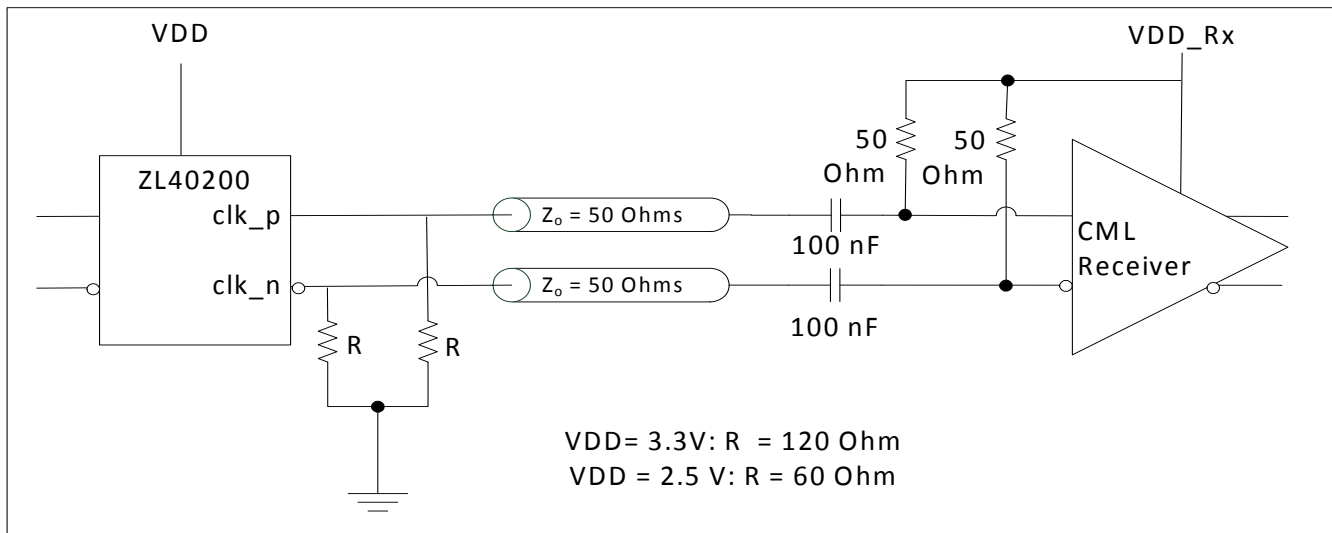 VDD
VDD_Rx
ZL40200
clk_p
clk_n
R
R
Zo = 50 Ohms
Zo = 50 Ohms
100 nF
100 nF
50
Ohm
50
Ohm
CML
Receiver
VDD= 3.3V: R = 120 Ohm
VDD = 2.5 V: R = 60 Ohm